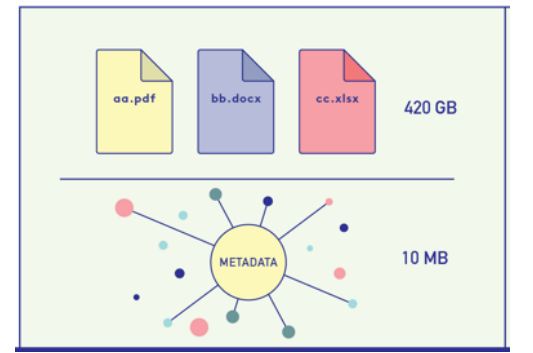 aa.pdf
bb.docx
cc.xlsx
420 GB
METADATA
10 MB